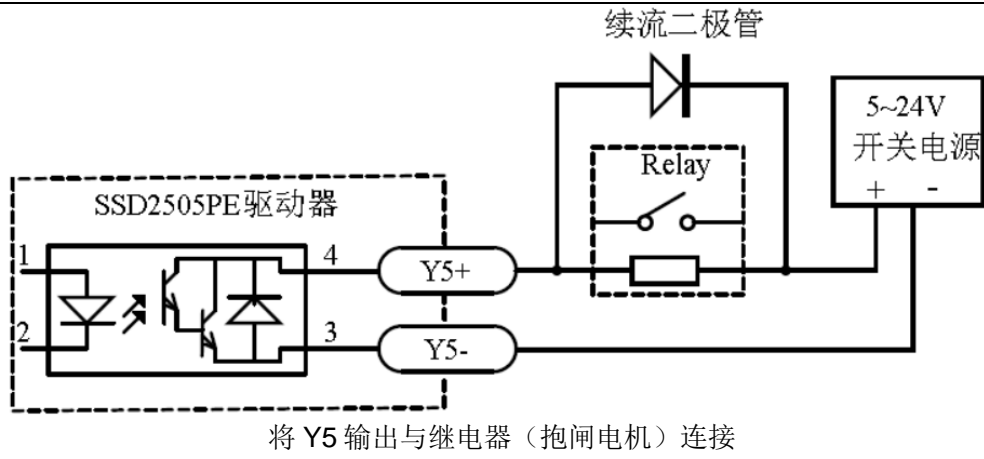 续流二极管
5~24V
开关电源
+ -
Relay
SSD2505PE驱动器
1
4
Y5+
2
3
Y5-
将 Y5 输出与继电器（抱闸电机）连接